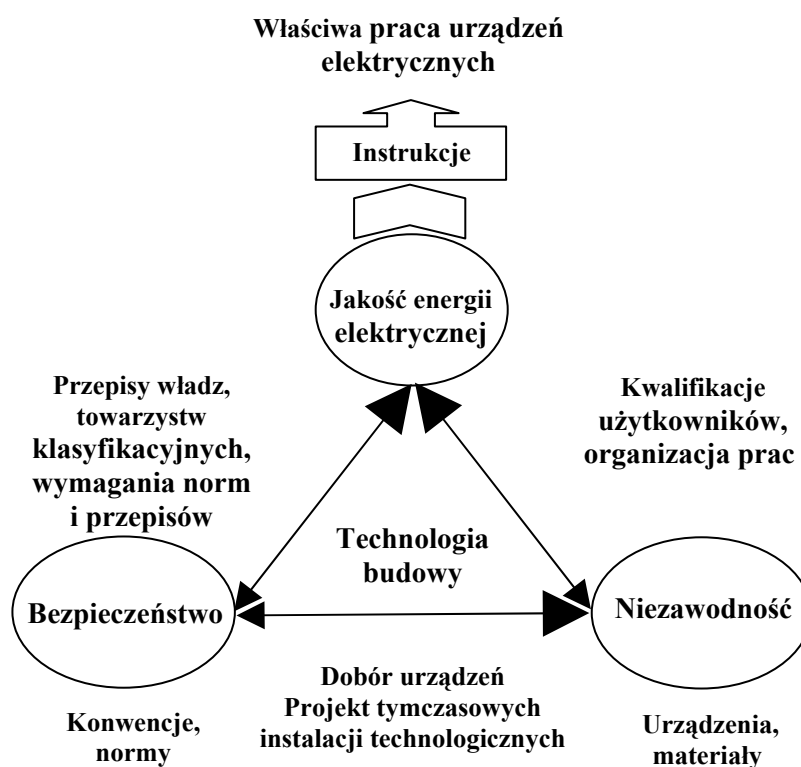 Właściwa praca urządzeń
elektrycznych
Instrukcje
Jakość energii
elektrycznej
Przepisy władz,
towarzystw
klasyfikacyjnych,
wymagania norm
i przepisów
Kwalifikacje
użytkowników,
organizacja prac
Technologia
budowy
Bezpieczeństwo
Niezawodność
Dobór urządzeń
Projekt tymczasowych
instalacji technologicznych
Konwencje,
normy
Urządzenia,
materiały